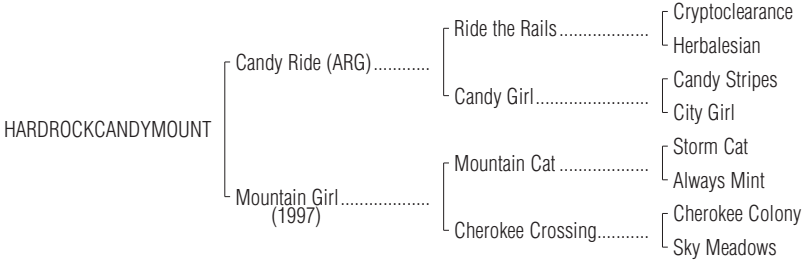 Cryptoclearance
Ride the Rails....................
Herbalesian
Candy Ride (ARG)............
Candy Stripes
Candy Girl.........................
City Girl
HARDROCKCANDYMOUNT
Storm Cat
Mountain Cat....................
Always Mint
Mountain Girl...................
(1997)
Cherokee Colony
Cherokee Crossing...........
Sky Meadows